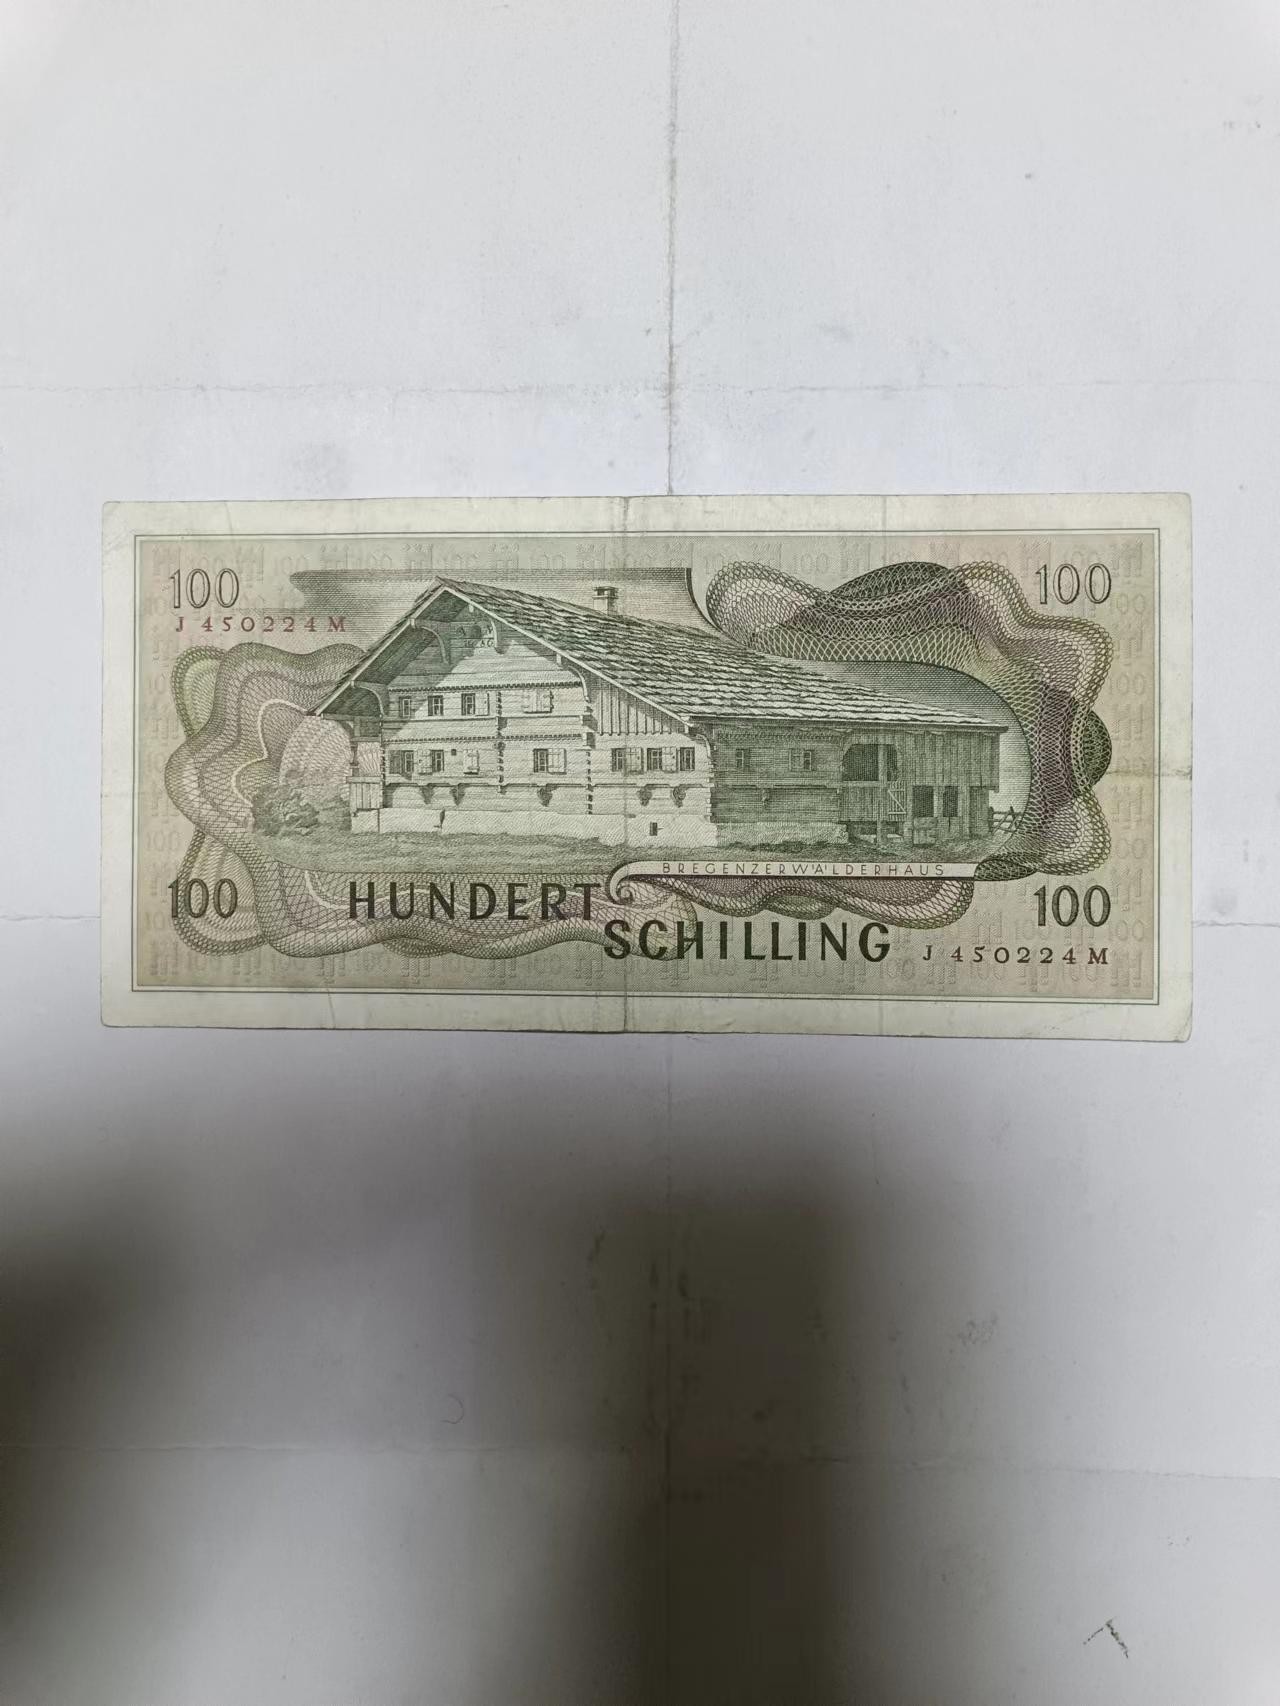 100
100
J 450224 M
BREGENZERWÄLDERHAUS
100
HUNDERT
100
SCHILLING
J 450224 M